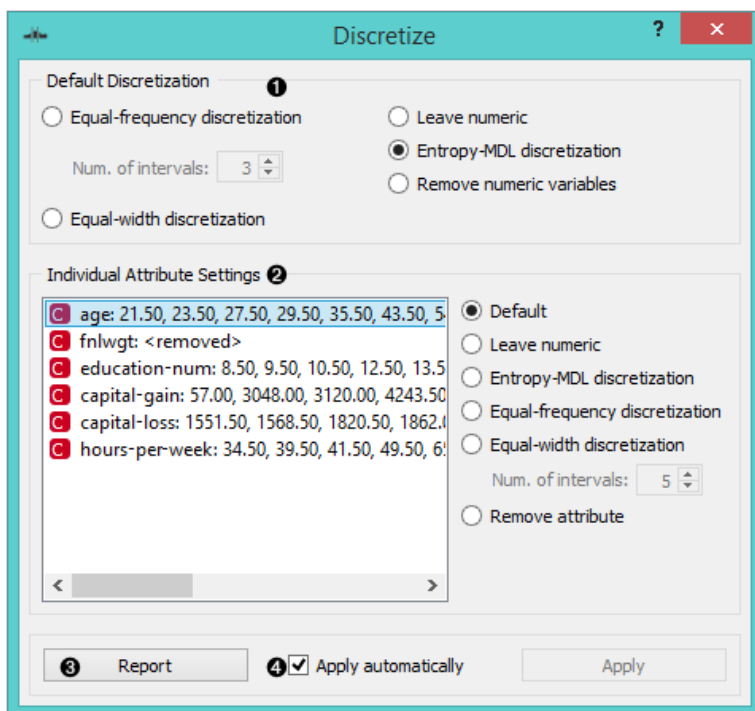 Discretize ?
Default Discretization ❶
Equal-frequency discretization
Num. of intervals: 3
Equal-width discretization
Leave numeric
Entropy-MDL discretization
Remove numeric variables
Individual Attribute Settings ❷
C age: 21.50, 23.50, 27.50, 29.50, 35.50, 43.50,
C fnlwgt: <removed>
C education-num: 8.50, 9.50, 10.50, 12.50, 13.5
C capital-gain: 57.00, 3048.00, 3120.00, 4243.50
C capital-loss: 1551.50, 1568.50, 1820.50, 1862.
C hours-per-week: 34.50, 39.50, 41.50, 49.50,
Default
Leave numeric
Entropy-MDL discretization
Equal-frequency discretization
Equal-width discretization
Num. of intervals: 5
Remove attribute
❸ Report
❹ Apply automatically
Apply